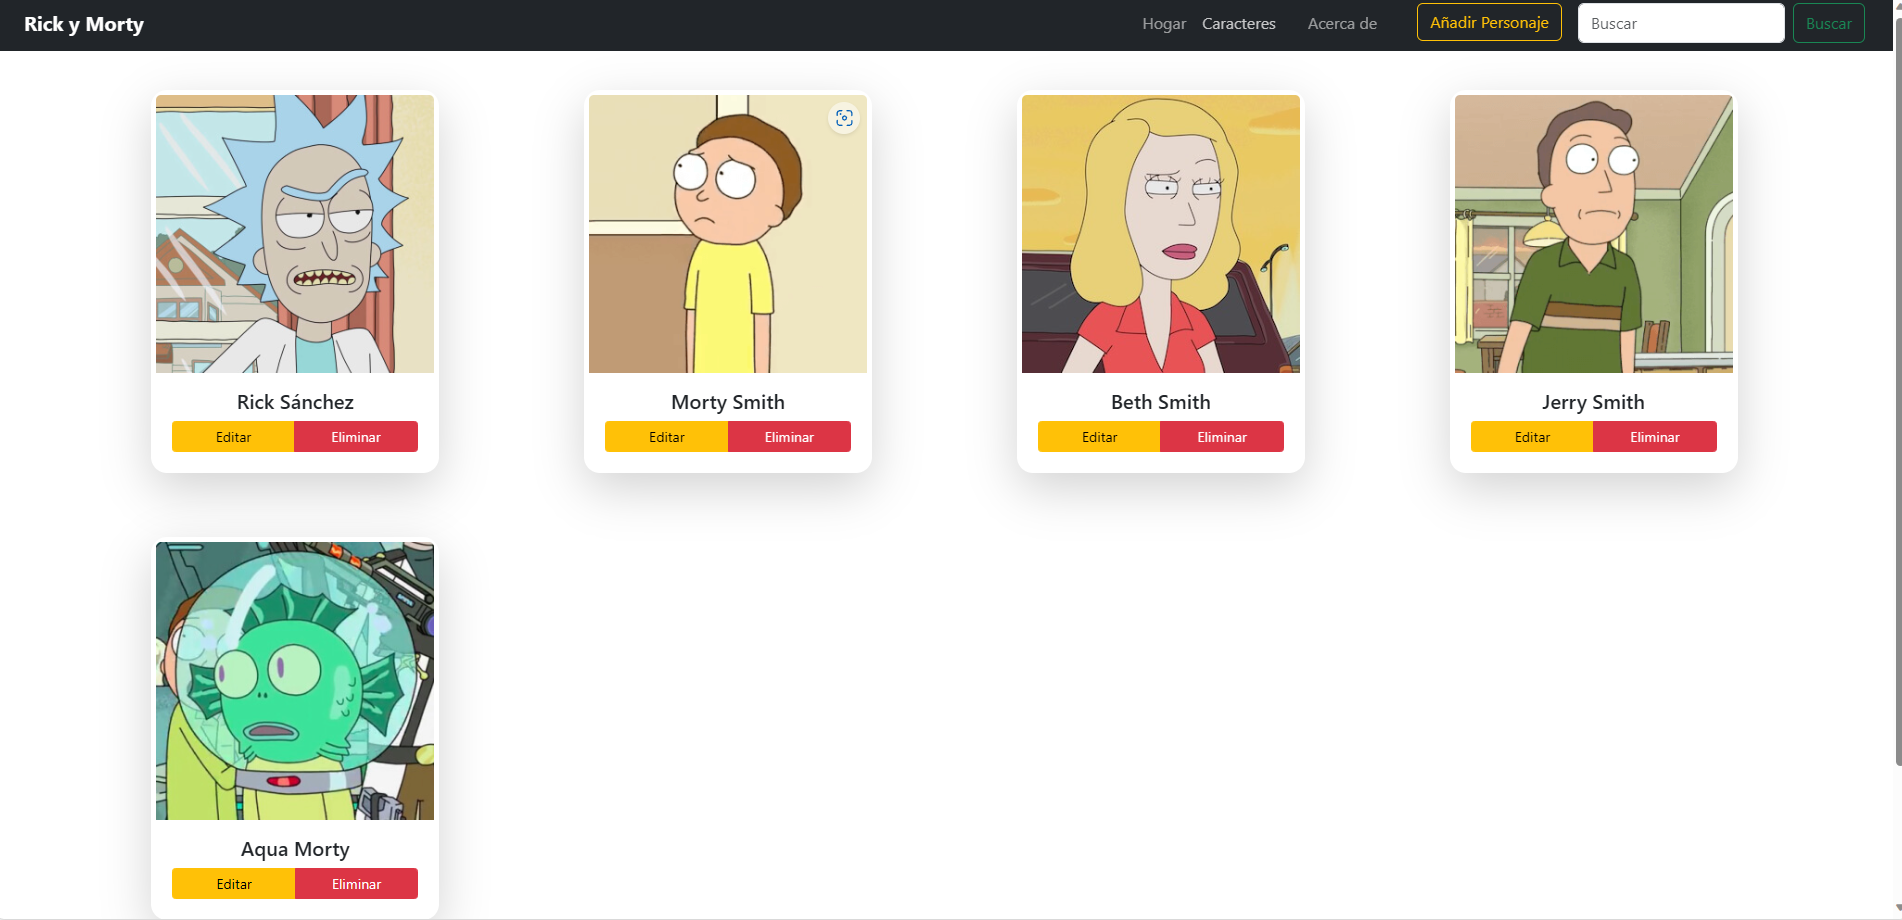 Rick y Morty
Hogar Caracteres Acerca de Añadir Personaje Buscar Buscar
Rick Sánchez
Editar Eliminar
Morty Smith
Editar Eliminar
Beth Smith
Editar Eliminar
Jerry Smith
Editar Eliminar
Aqua Morty
Editar Eliminar